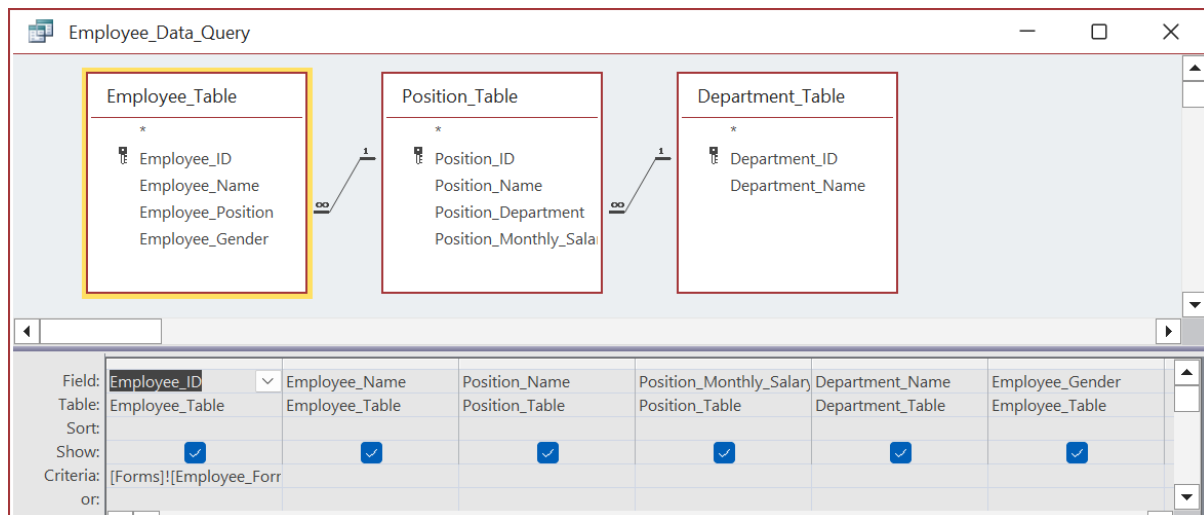 Employee_Data_Query
Employee_Table
*
Employee_ID
Employee_Name
Employee_Position
Employee_Gender
∞
1
Position_Table
*
Position_ID
Position_Name
Position_Department
Position_Monthly_Sala
∞
1
Department_Table
*
Department_ID
Department_Name
Field: Employee_ID Employee_Name Position_Name Position_Monthly_Salary Department_Name Employee_Gender
Table: Employee_Table Employee_Table Position_Table Position_Table Department_Table Employee_Table
Sort:
Show:
Criteria: [Forms]![Employee_Forr
or: